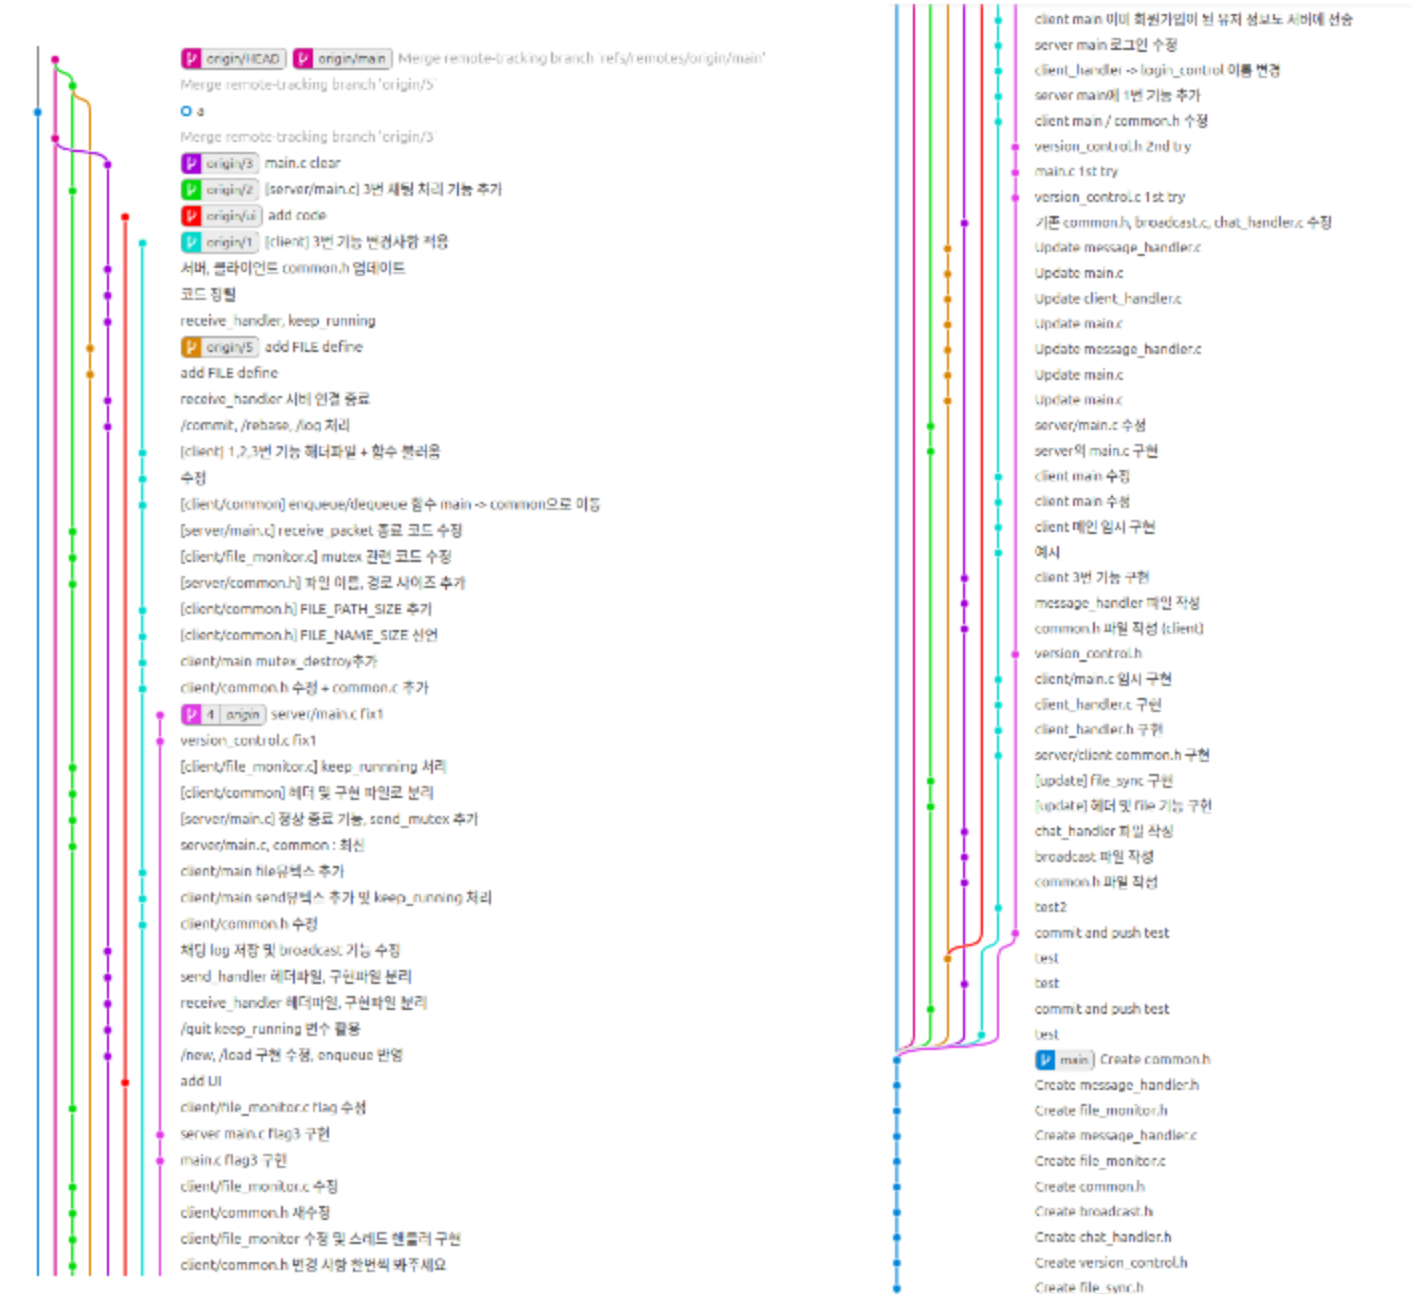 origin/HEAD origin/main Merge remote-tracking branch 'refs/remotes/origin/main'
Merge remote-tracking branch 'origin/5'
a
Merge remote-tracking branch 'origin/3'
origin/3 main.c clear
origin/2 [server/main.c] 3번 채팅 처리 기능 추가
origin/ui add code
origin/1 [client] 3번 기능 변경사항 적용
서버, 클라이언트 common.h 업데이트
코드 정렬
receive_handler, keep_running
origin/5 add FILE define
add FILE define
receive_handler 서버 연결 종료
/commit, /rebase, /log 처리
[client] 1,2,3번 기능 헤더파일 + 함수 불러옴
수정
[client/common] enqueue/dequeue 함수 main -> common으로 이동
[server/main.c] receive_packet 종료 코드 수정
[client/file_monitor.c] mutex 관련 코드 수정
[server/common.h] 파일 이름, 경로 사이즈 추가
[client/common.h] FILE_PATH_SIZE 추가
[client/common.h] FILE_NAME_SIZE 선언
client/main mutex_destroy추가
client/common.h 수정 + common.c 추가
4 origin server/main.c fix1
version_control.c fix1
[client/file_monitor.c] keep_runnning 처리
[client/common] 헤더 및 구현 파일로 분리
[server/main.c] 정상 종료 기능, send_mutex 추가
server/main.c, common : 최신
client/main file뮤텍스 추가
client/main send뮤텍스 추가 및 keep_running 처리
client/common.h 수정
채팅 log 저장 및 broadcast 기능 수정
send_handler 헤더파일, 구현파일 분리
receive_handler 헤더파일, 구현파일 분리
/quit keep_running 변수 활용
/new, /load 구현 수정, enqueue 반영
add UI
client/file_monitor.c flag 수정
server main.c flag3 구현
main.c flag3 구현
client/file_monitor.c 수정
client/common.h 재수정
client/file_monitor 수정 및 스레드 핸들러 구현
client/common.h 변경 사항 한번씩 봐주세요
client main 이미 회원가입이 된 유저 정보도 서버에 전송
server main 로그인 수정
client_handler -> login_control 이름 변경
server main에 1번 기능 추가
client main / common.h 수정
version_control.h 2nd try
main.c 1st try
version_control.c 1st try
기존 common.h, broadcast.c, chat_handler.c 수정
Update message_handler.c
Update main.c
Update client_handler.c
Update main.c
Update message_handler.c
Update main.c
Update main.c
server/main.c 수정
server의 main.c 구현
client main 수정
client main 수정
client 메인 임시 구현
예시
client 3번 기능 구현
message_handler 파일 작성
common.h 파일 작성 (client)
version_control.h
client/main.c 임시 구현
client_handler.c 구현
client_handler.h 구현
server/client common.h 구현
[update] file_sync 구현
[update] 헤더 및 file 기능 구현
chat_handler 파일 작성
broadcast 파일 작성
common.h 파일 작성
test2
commit and push test
test
test
commit and push test
test
main Create common.h
Create message_handler.h
Create file_monitor.h
Create message_handler.c
Create file_monitor.c
Create common.h
Create broadcast.h
Create chat_handler.h
Create version_control.h
Create file_sync.h